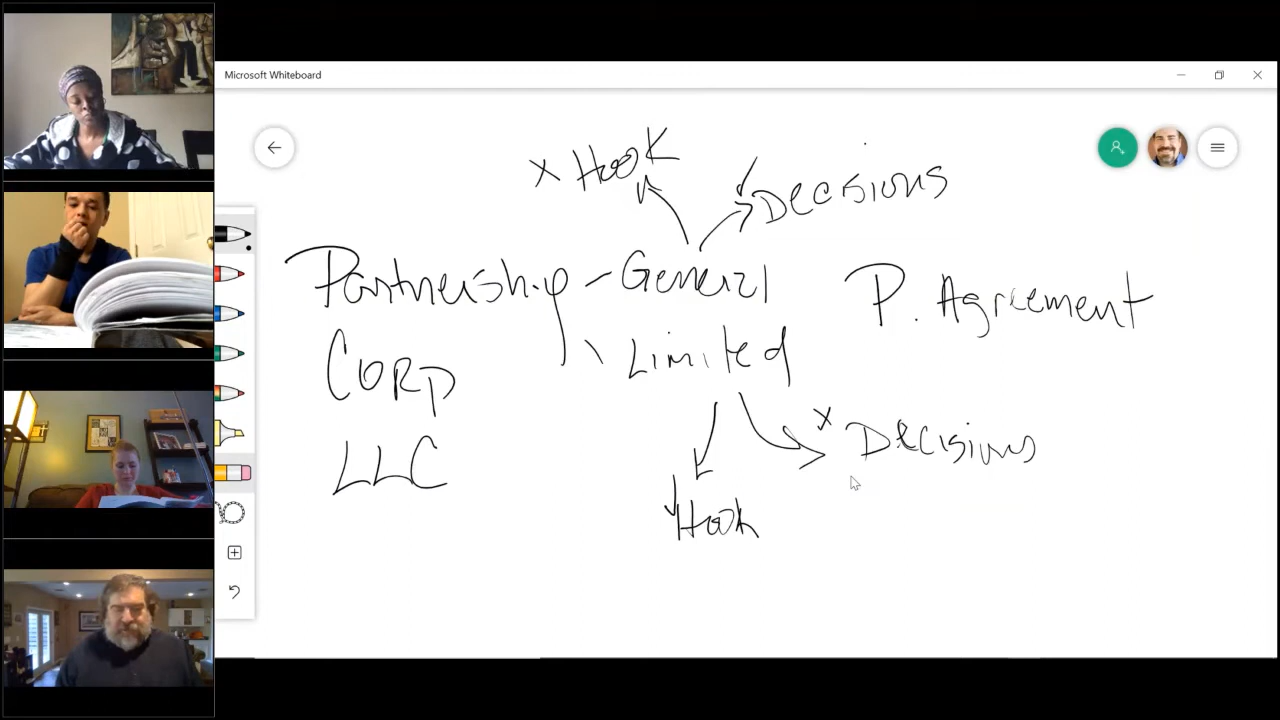 Microsoft Whiteboard
x Hook
✓ Decisions
Partnership - General
P. Agreement
Limited
Corp
x Decisions
LLC
✓ Hook